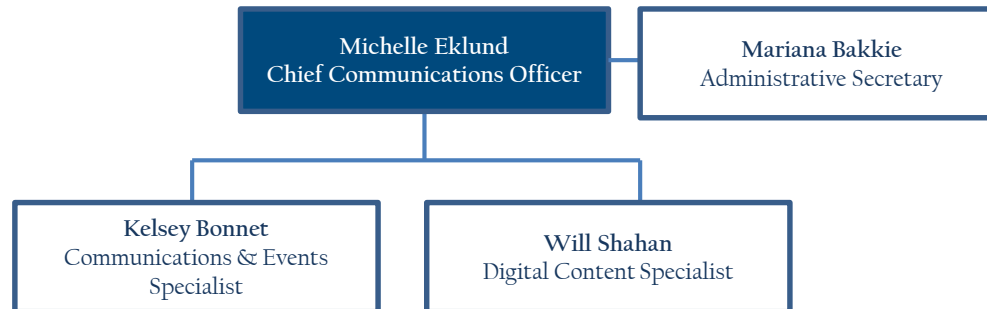 Michelle Eklund
Chief Communications Officer
Mariana Bakkie
Administrative Secretary
Kelsey Bonnet
Communications & Events
Specialist
Will Shahan
Digital Content Specialist